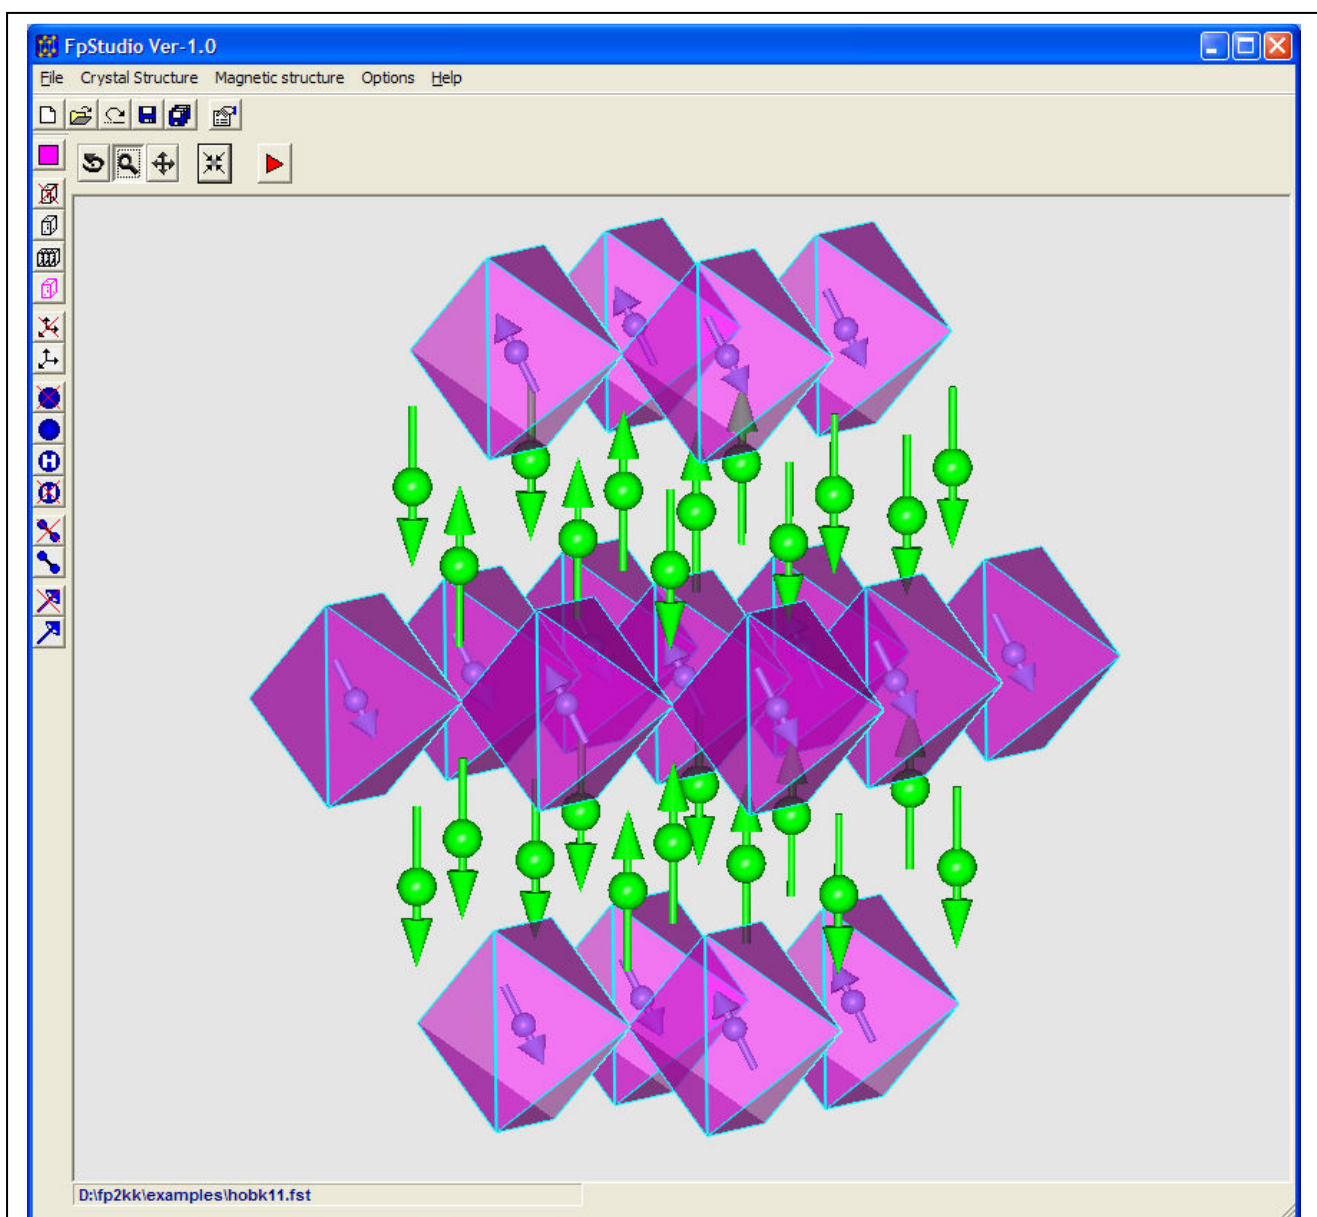 FpStudio Ver-1.0
File Crystal Structure Magnetic structure Options Help
H
D:\fp2kk\examples\hobk11.fst